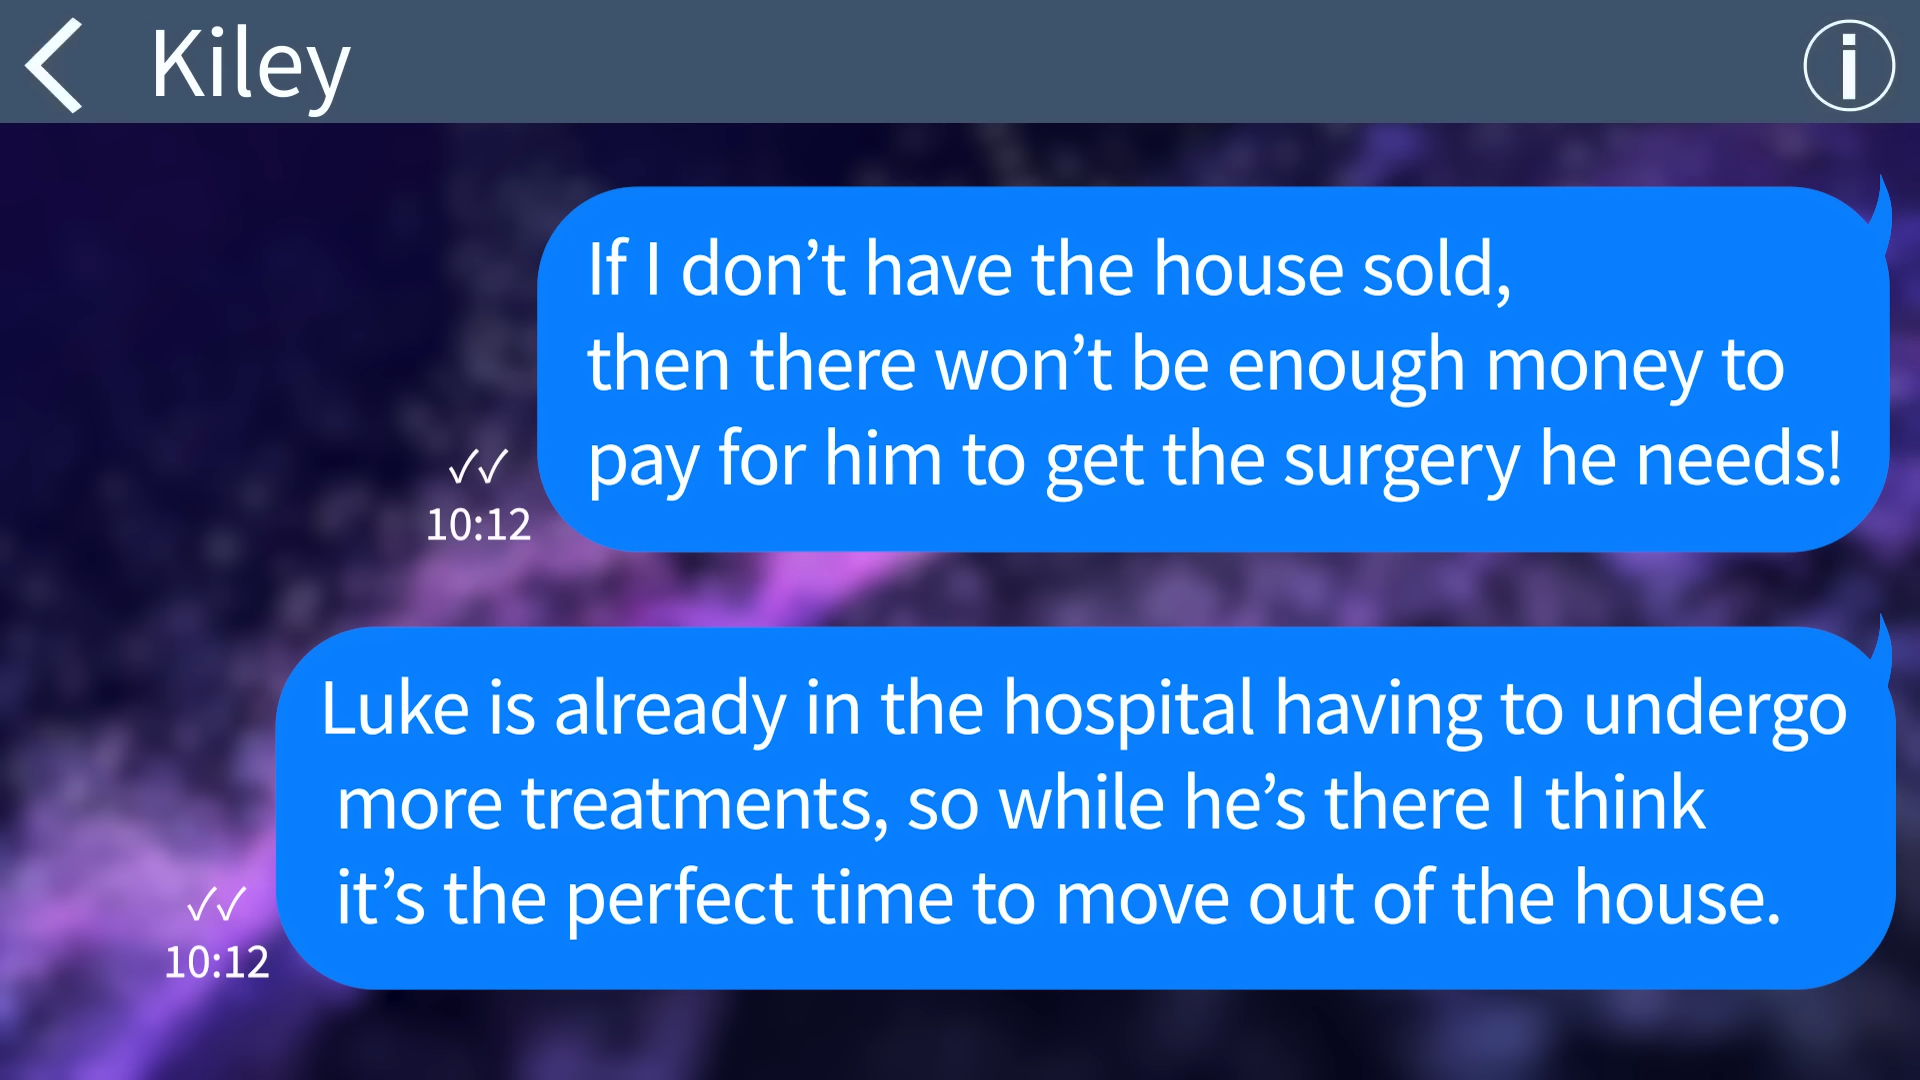 Kiley
If I don’t have the house sold,
then there won’t be enough money to
pay for him to get the surgery he needs!
✓✓
10:12
Luke is already in the hospital having to undergo
more treatments, so while he’s there I think
it’s the perfect time to move out of the house.
✓✓
10:12